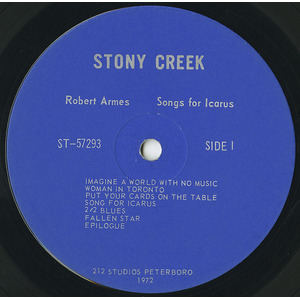 STONY CREEK
Robert Armes Songs for Icarus
ST-57293 SIDE 1
IMAGINE A WORLD WITH NO MUSIC
WOMAN IN TORONTO
PUT YOUR CARDS ON THE TABLE
SONG FOR ICARUS
2/2 BLUES
FALLEN STAR
EPILOGUE
212 STUDIOS PETERBORO
1972